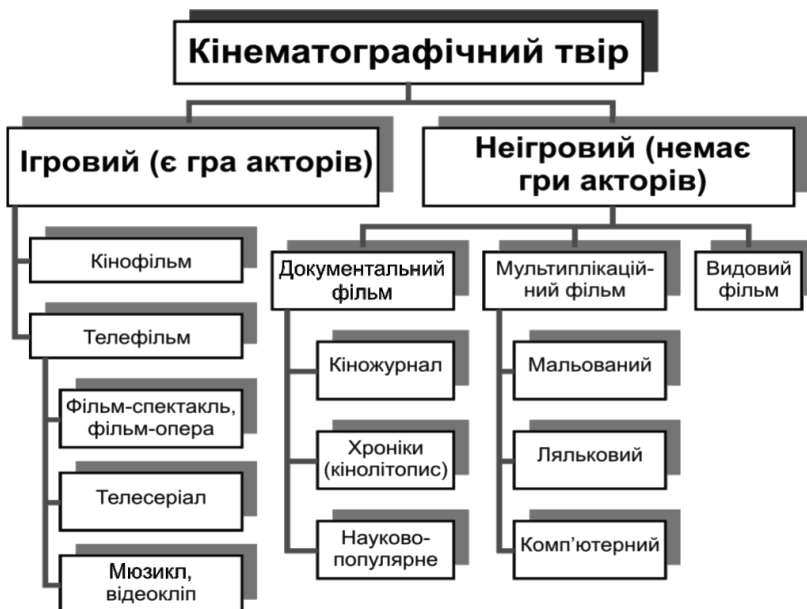 Кінематографічний твір
Ігровий (є гра акторів)
Неігровий (немає
гри акторів)
Кінофільм
Телефільм
Фільм-спектакль,
фільм-опера
Телесеріал
Мюзикл,
відеокліп
Документальний
фільм
Кіножурнал
Хроніки
(кінолітопис)
Науково-
популярне
Мультиплікацій-
ний фільм
Мальований
Ляльковий
Комп’ютерний
Видовий
фільм